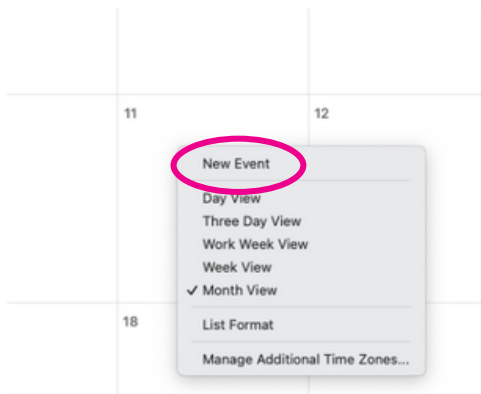 11 12
New Event
Day View
Three Day View
Work Week View
Week View
✓ Month View
18
List Format
Manage Additional Time Zones...